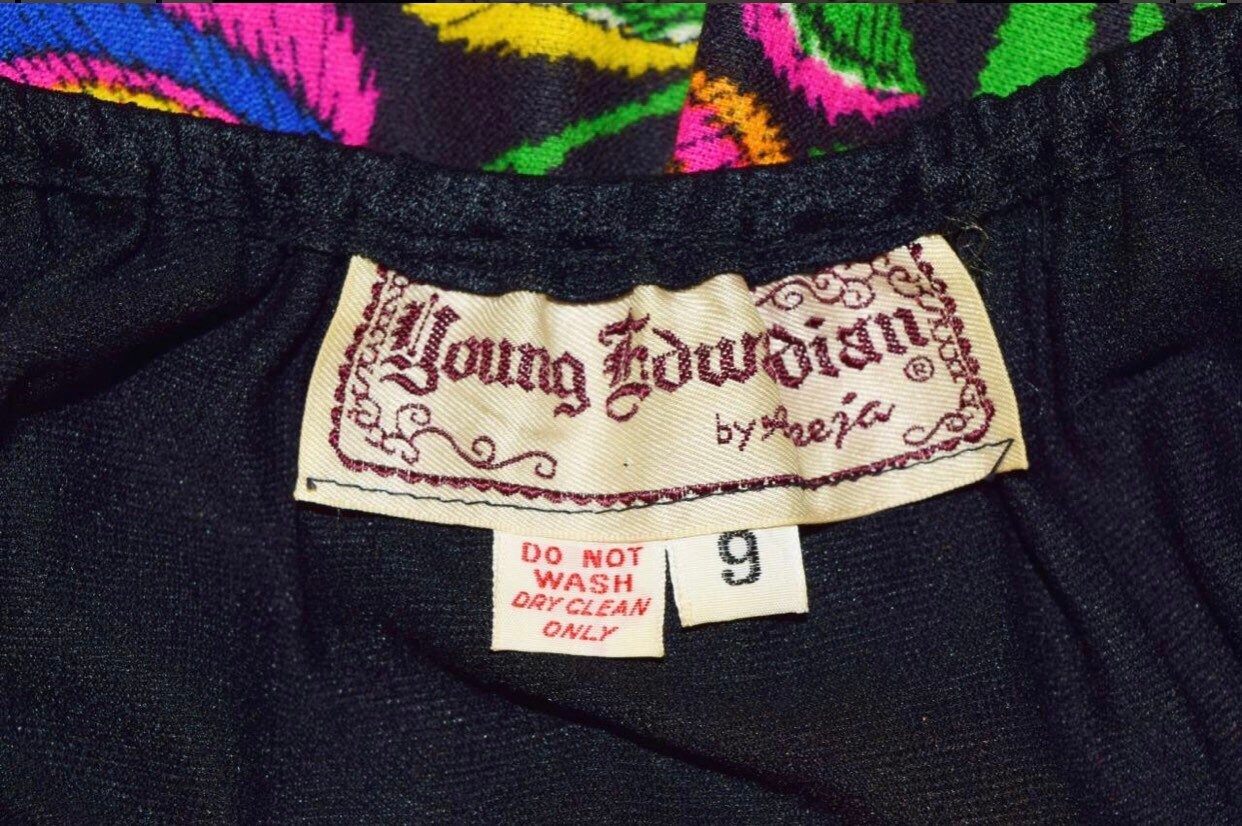 Young Edwardian
®
by Arpeja
DO NOT
WASH
DRY CLEAN
ONLY
9